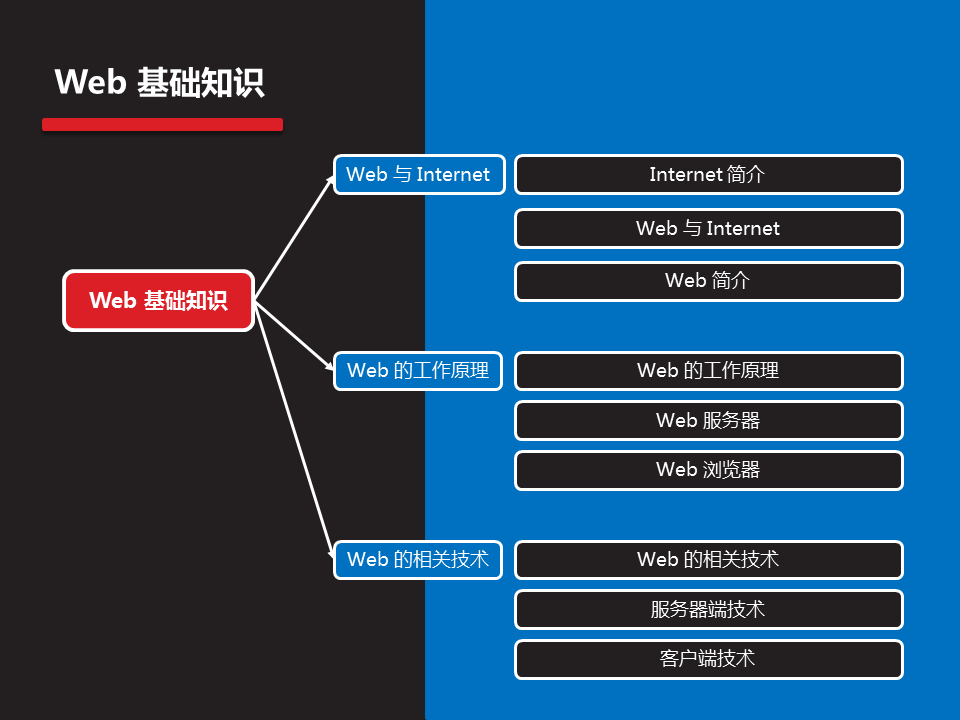 Web 基础知识
Web 与 Internet
Internet 简介
Web 与 Internet
Web 简介
Web 基础知识
Web 的工作原理
Web 的工作原理
Web 服务器
Web 浏览器
Web 的相关技术
Web 的相关技术
服务器端技术
客户端技术